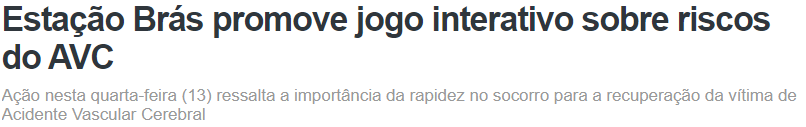 Estação Brás promove jogo interativo sobre riscos
do AVC
Ação nesta quarta-feira (13) ressalta a importância da rapidez no socorro para a recuperação da vítima de
Acidente Vascular Cerebral